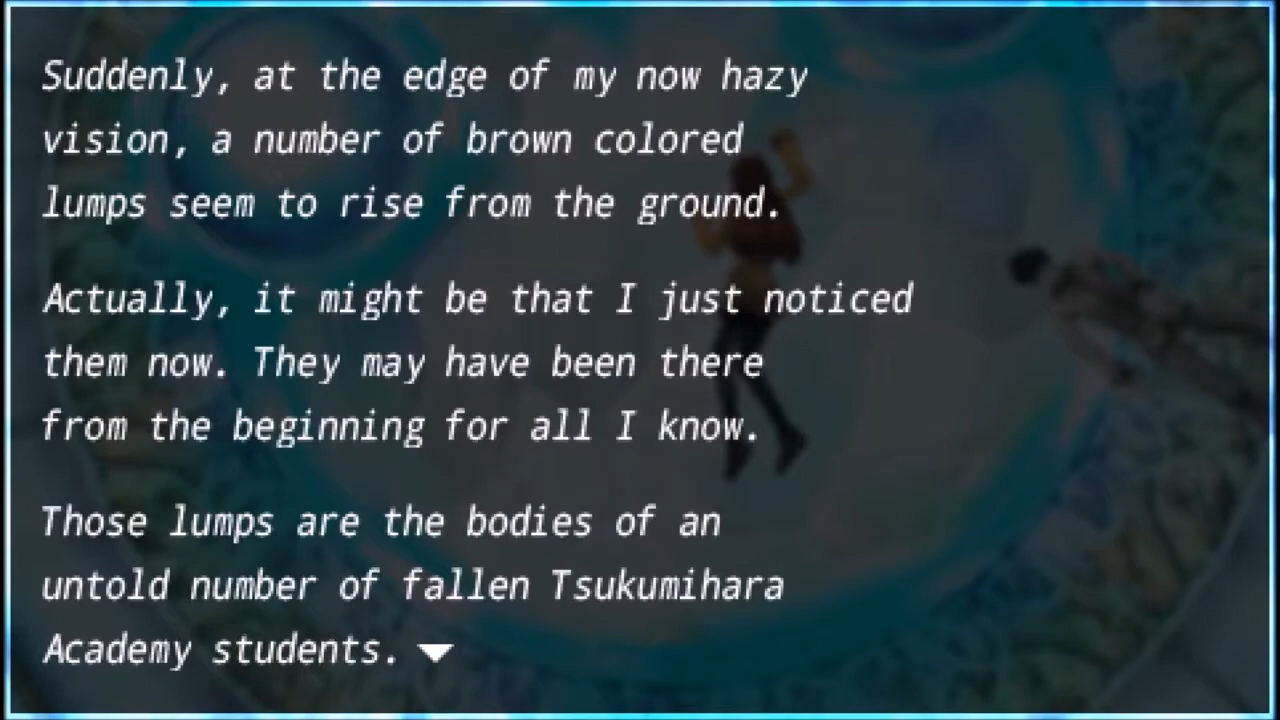 Suddenly, at the edge of my now hazy
vision, a number of brown colored
lumps seem to rise from the ground.
Actually, it might be that I just noticed
them now. They may have been there
from the beginning for all I know.
Those lumps are the bodies of an
untold number of fallen Tsukumihara
Academy students.